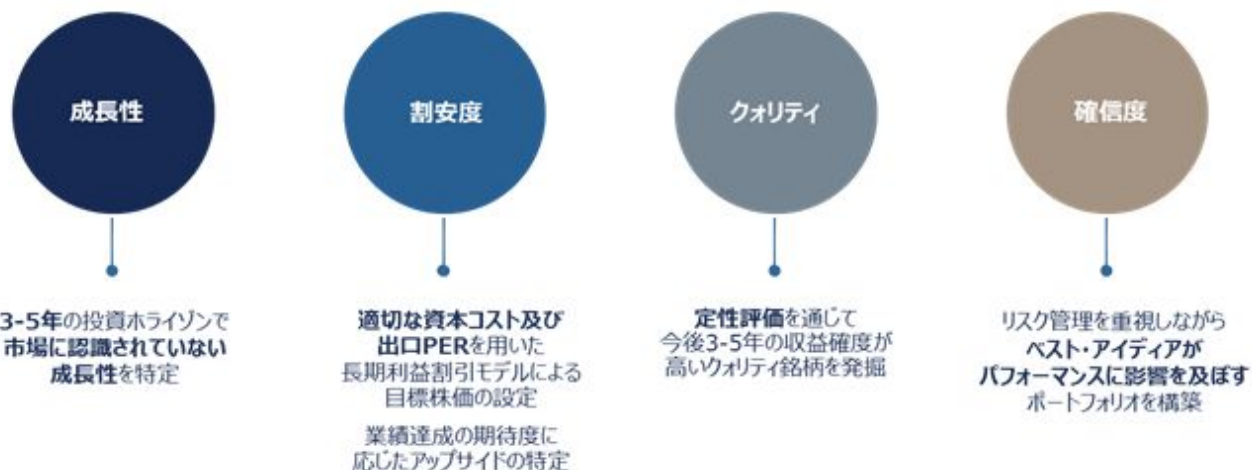 成長性
3-5年の投資ホライゾンで
市場に認識されていない
成長性を特定
割安度
適切な資本コスト及び
出口PERを用いた
長期利益割引モデルによる
目標株価の設定
業績達成の期待度に
応じたアップサイドの特定
クォリティ
定性評価を通じて
今後3-5年の収益確度が
高いクォリティ銘柄を発掘
確信度
リスク管理を重視しながら
ベスト・アイディアが
パフォーマンスに影響を及ぼす
ポートフォリオを構築